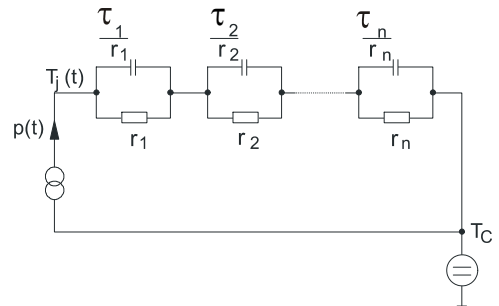 τ1/r1 τ2/r2 τn/rn
Tj(t)
r1 r2 rn
p(t)
TC